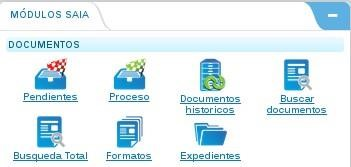 MÓDULOS SAIA
DOCUMENTOS
Pendientes
Proceso
Documentos
historicos
Buscar
documentos
Busqueda Total
Formatos
Expedientes